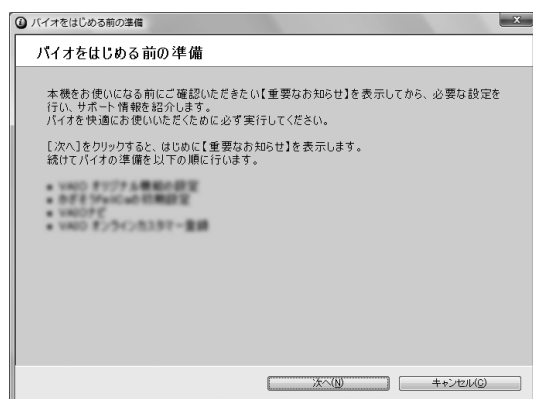 バイオをはじめる前の準備
バイオをはじめる前の準備
本機をお使いになる前にご確認いただきたい【重要なお知らせ】を表示してから、必要な設定を
行い、サポート情報を紹介します。
バイオを快適にお使いいただくために必ず実行してください。
[次へ]をクリックすると、はじめに【重要なお知らせ】を表示します。
続けてバイオの準備を以下の順に行います。
次へ(N)
キャンセル(C)